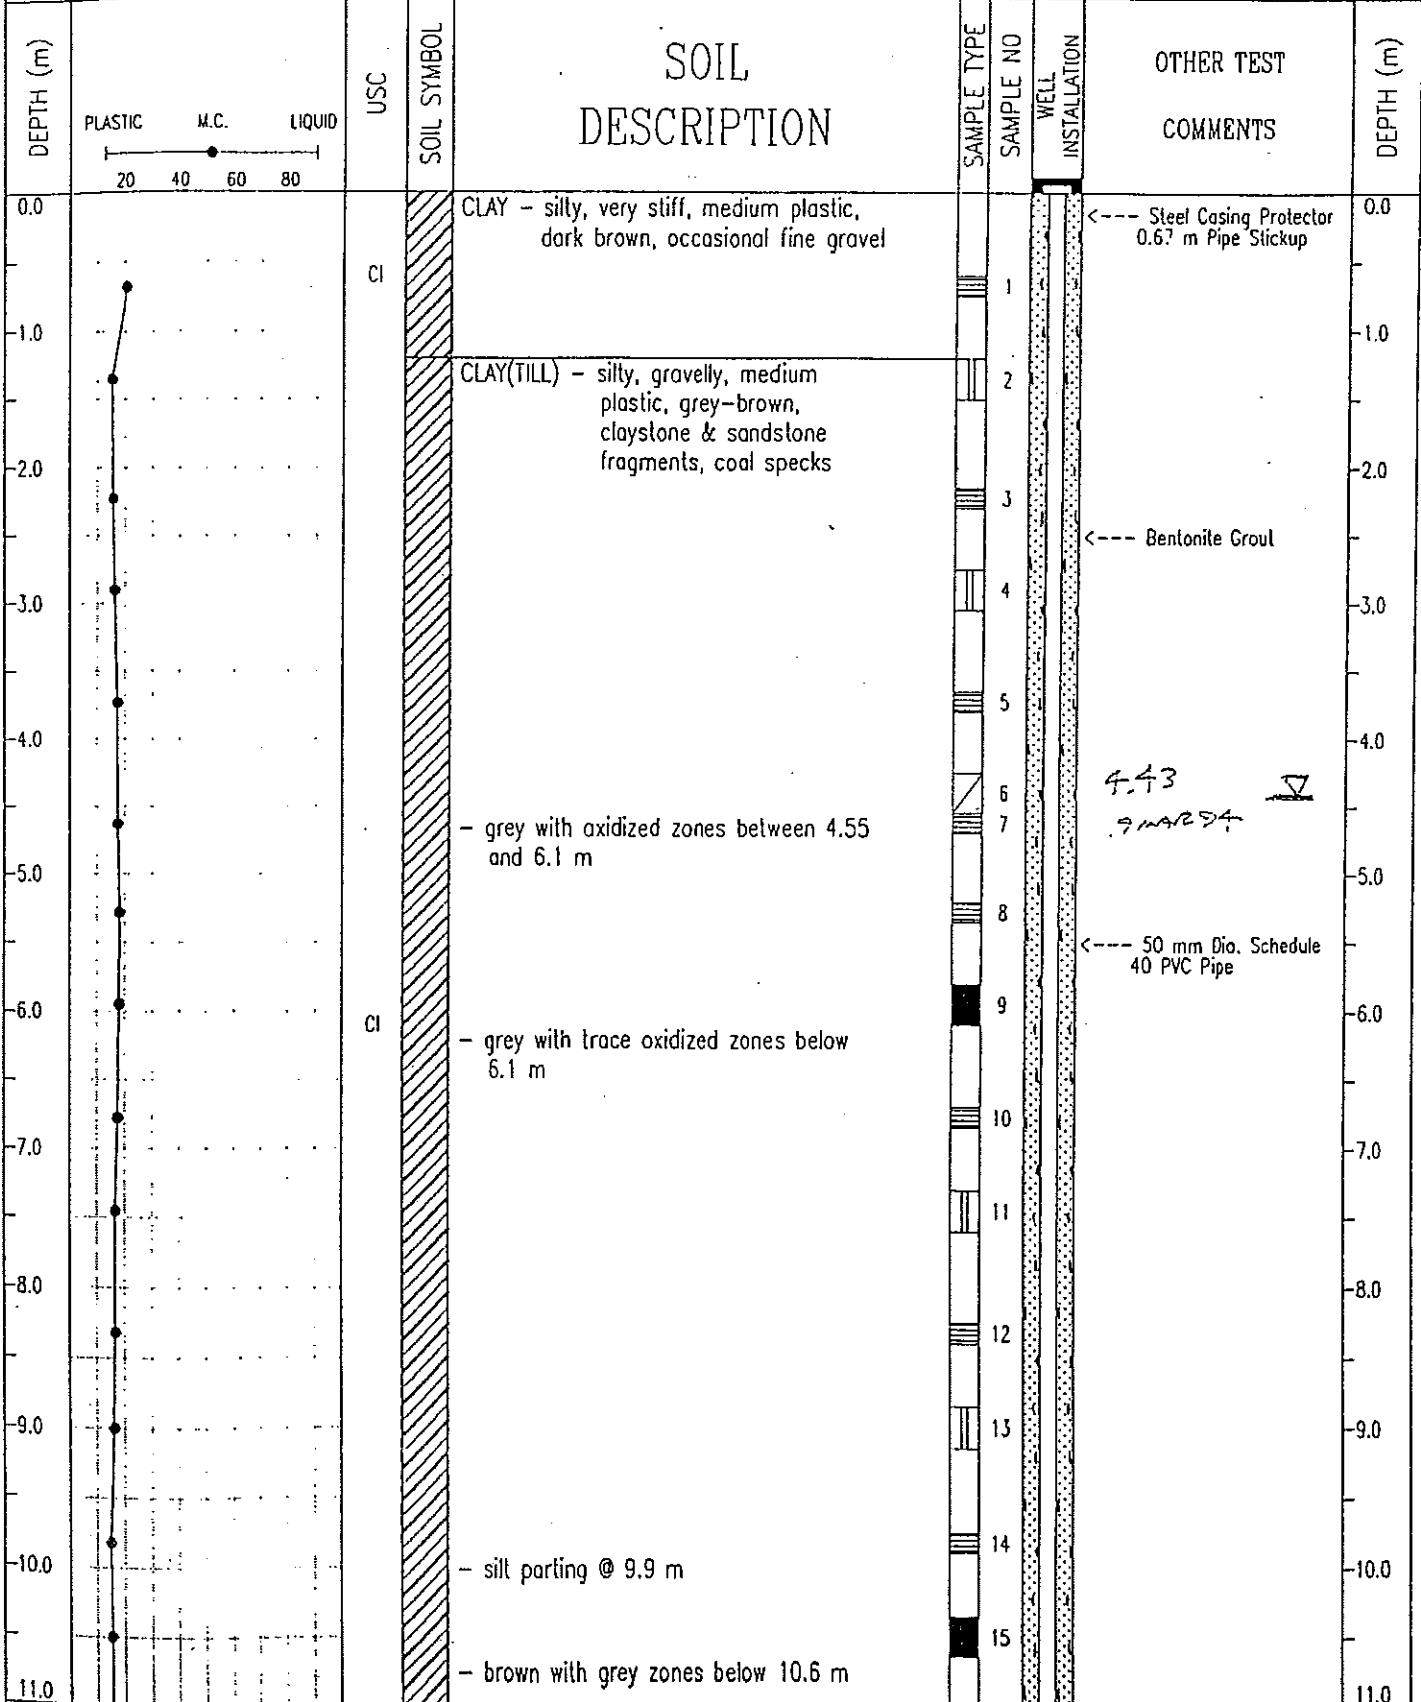 DEPTH (m)
PLASTIC M.C. LIQUID
20 40 60 80
USC
SOIL SYMBOL
SOIL
DESCRIPTION
SAMPLE TYPE
SAMPLE NO
WELL
INSTALLATION
OTHER TEST
COMMENTS
DEPTH (m)
0.0
CLAY - silty, very stiff, medium plastic,
dark brown, occasional fine gravel
<--- Steel Casing Protector
0.67 m Pipe Stickup
0.0
CI
1
-1.0
-1.0
CLAY(TILL) - silty, gravelly, medium
plastic, grey-brown,
claystone & sandstone
fragments, coal specks
2
-2.0
-2.0
3
<--- Bentonite Grout
4
-3.0
-3.0
5
-4.0
-4.0
6
4.43
7
9 MAR 94
- grey with oxidized zones between 4.55
and 6.1 m
-5.0
-5.0
8
<--- 50 mm Dia. Schedule
40 PVC Pipe
9
-6.0
-6.0
CI
- grey with trace oxidized zones below
6.1 m
10
-7.0
-7.0
11
-8.0
-8.0
12
-9.0
-9.0
13
14
-10.0
- silt parting @ 9.9 m
-10.0
15
- brown with grey zones below 10.6 m
11.0
11.0